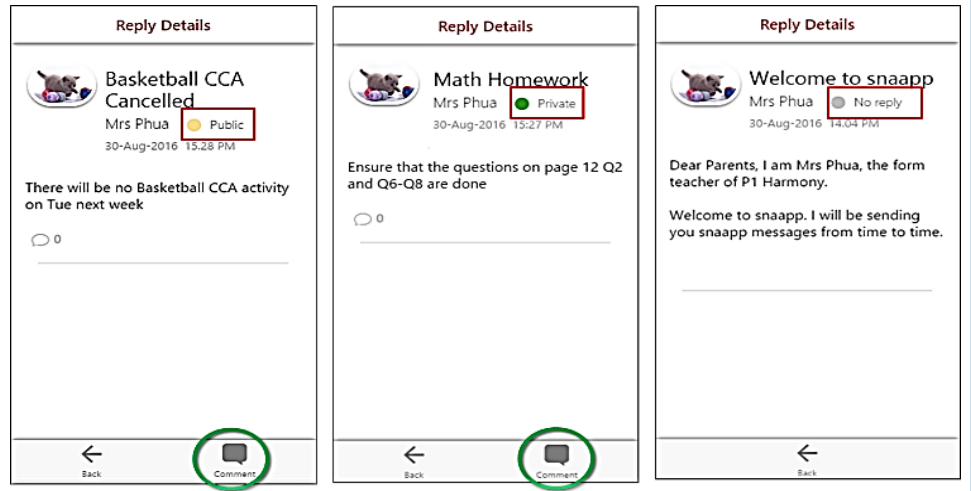 Reply Details
Basketball CCA
Cancelled
Mrs Phua Public
30-Aug-2016 15.28 PM
There will be no Basketball CCA activity
on Tue next week
0
Back Comment
Reply Details
Math Homework
Mrs Phua Private
30-Aug-2016 15:27 PM
Ensure that the questions on page 12 Q2
and Q6-Q8 are done
0
Back Comment
Reply Details
Welcome to snaapp
Mrs Phua No reply
30-Aug-2016 14.04 PM
Dear Parents, I am Mrs Phua, the form
teacher of P1 Harmony.
Welcome to snaapp. I will be sending
you snaapp messages from time to time.
Back